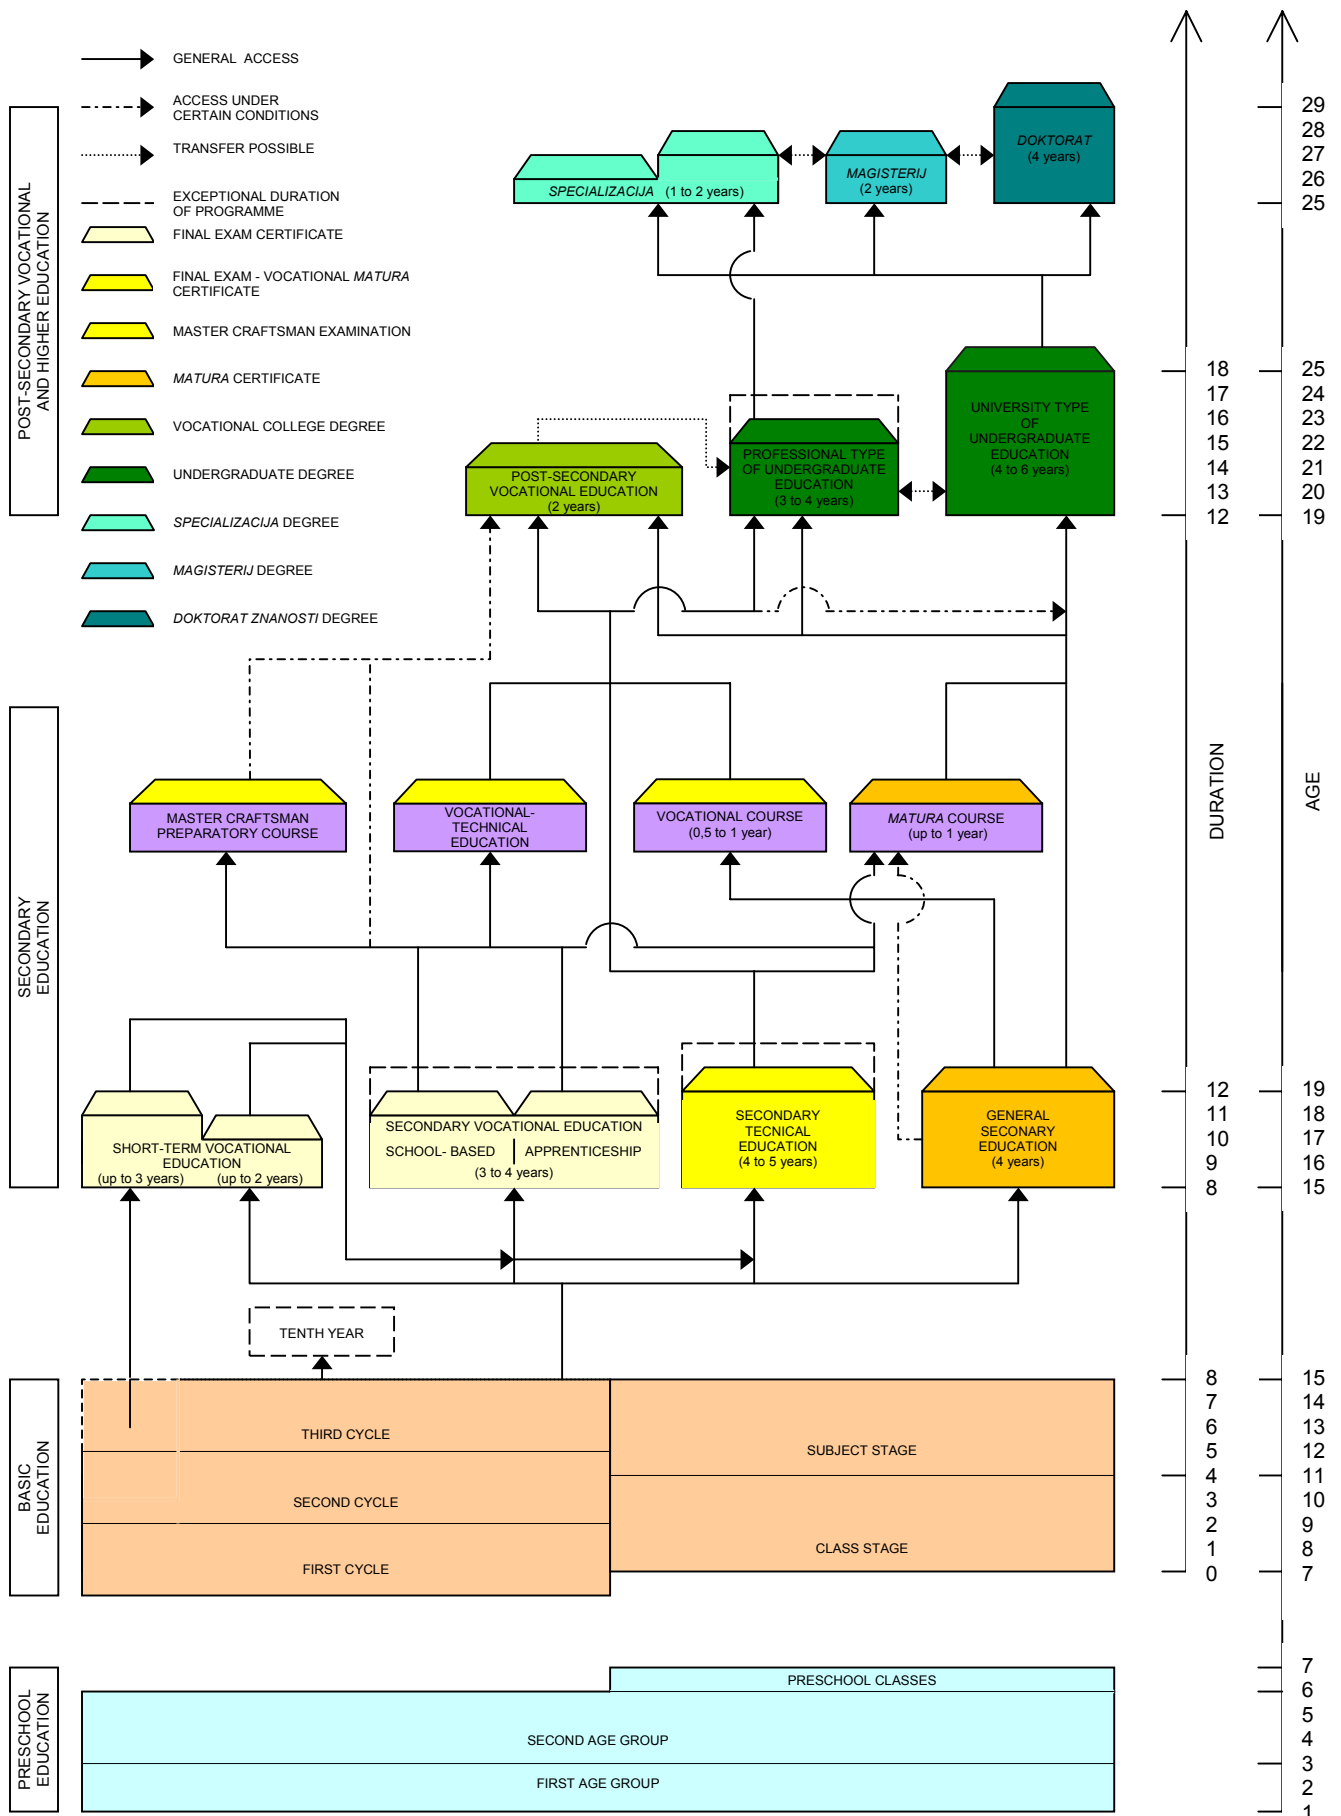 GENERAL ACCESS
ACCESS UNDER
CERTAIN CONDITIONS
TRANSFER POSSIBLE
EXCEPTIONAL DURATION
OF PROGRAMME
FINAL EXAM CERTIFICATE
FINAL EXAM - VOCATIONAL MATURA
CERTIFICATE
MASTER CRAFTSMAN EXAMINATION
MATURA CERTIFICATE
VOCATIONAL COLLEGE DEGREE
UNDERGRADUATE DEGREE
SPECIALIZACIJA DEGREE
MAGISTERIJ DEGREE
DOKTORAT ZNANOSTI DEGREE
POST-SECONDARY VOCATIONAL
AND HIGHER EDUCATION
SPECIALIZACIJA (1 to 2 years)
MAGISTERIJ
(2 years)
DOKTORAT
(4 years)
POST-SECONDARY
VOCATIONAL EDUCATION
(2 years)
PROFESSIONAL TYPE
OF UNDERGRADUATE
EDUCATION
(3 to 4 years)
UNIVERSITY TYPE
OF
UNDERGRADUATE
EDUCATION
(4 to 6 years)
SECONDARY
EDUCATION
MASTER CRAFTSMAN
PREPARATORY COURSE
VOCATIONAL-
TECHNICAL
EDUCATION
VOCATIONAL COURSE
(0,5 to 1 year)
MATURA COURSE
(up to 1 year)
SHORT-TERM VOCATIONAL
EDUCATION
(up to 3 years)
(up to 2 years)
SECONDARY VOCATIONAL EDUCATION
SCHOOL- BASED
APPRENTICESHIP
(3 to 4 years)
SECONDARY
TECNICAL
EDUCATION
(4 to 5 years)
GENERAL
SECONARY
EDUCATION
(4 years)
TENTH YEAR
BASIC
EDUCATION
THIRD CYCLE
SECOND CYCLE
FIRST CYCLE
SUBJECT STAGE
CLASS STAGE
PRESCHOOL
EDUCATION
PRESCHOOL CLASSES
SECOND AGE GROUP
FIRST AGE GROUP
DURATION
18
17
16
15
14
13
12
12
11
10
9
8
8
7
6
5
4
3
2
1
0
AGE
29
28
27
26
25
25
24
23
22
21
20
19
19
18
17
16
15
15
14
13
12
11
10
9
8
7
7
6
5
4
3
2
1